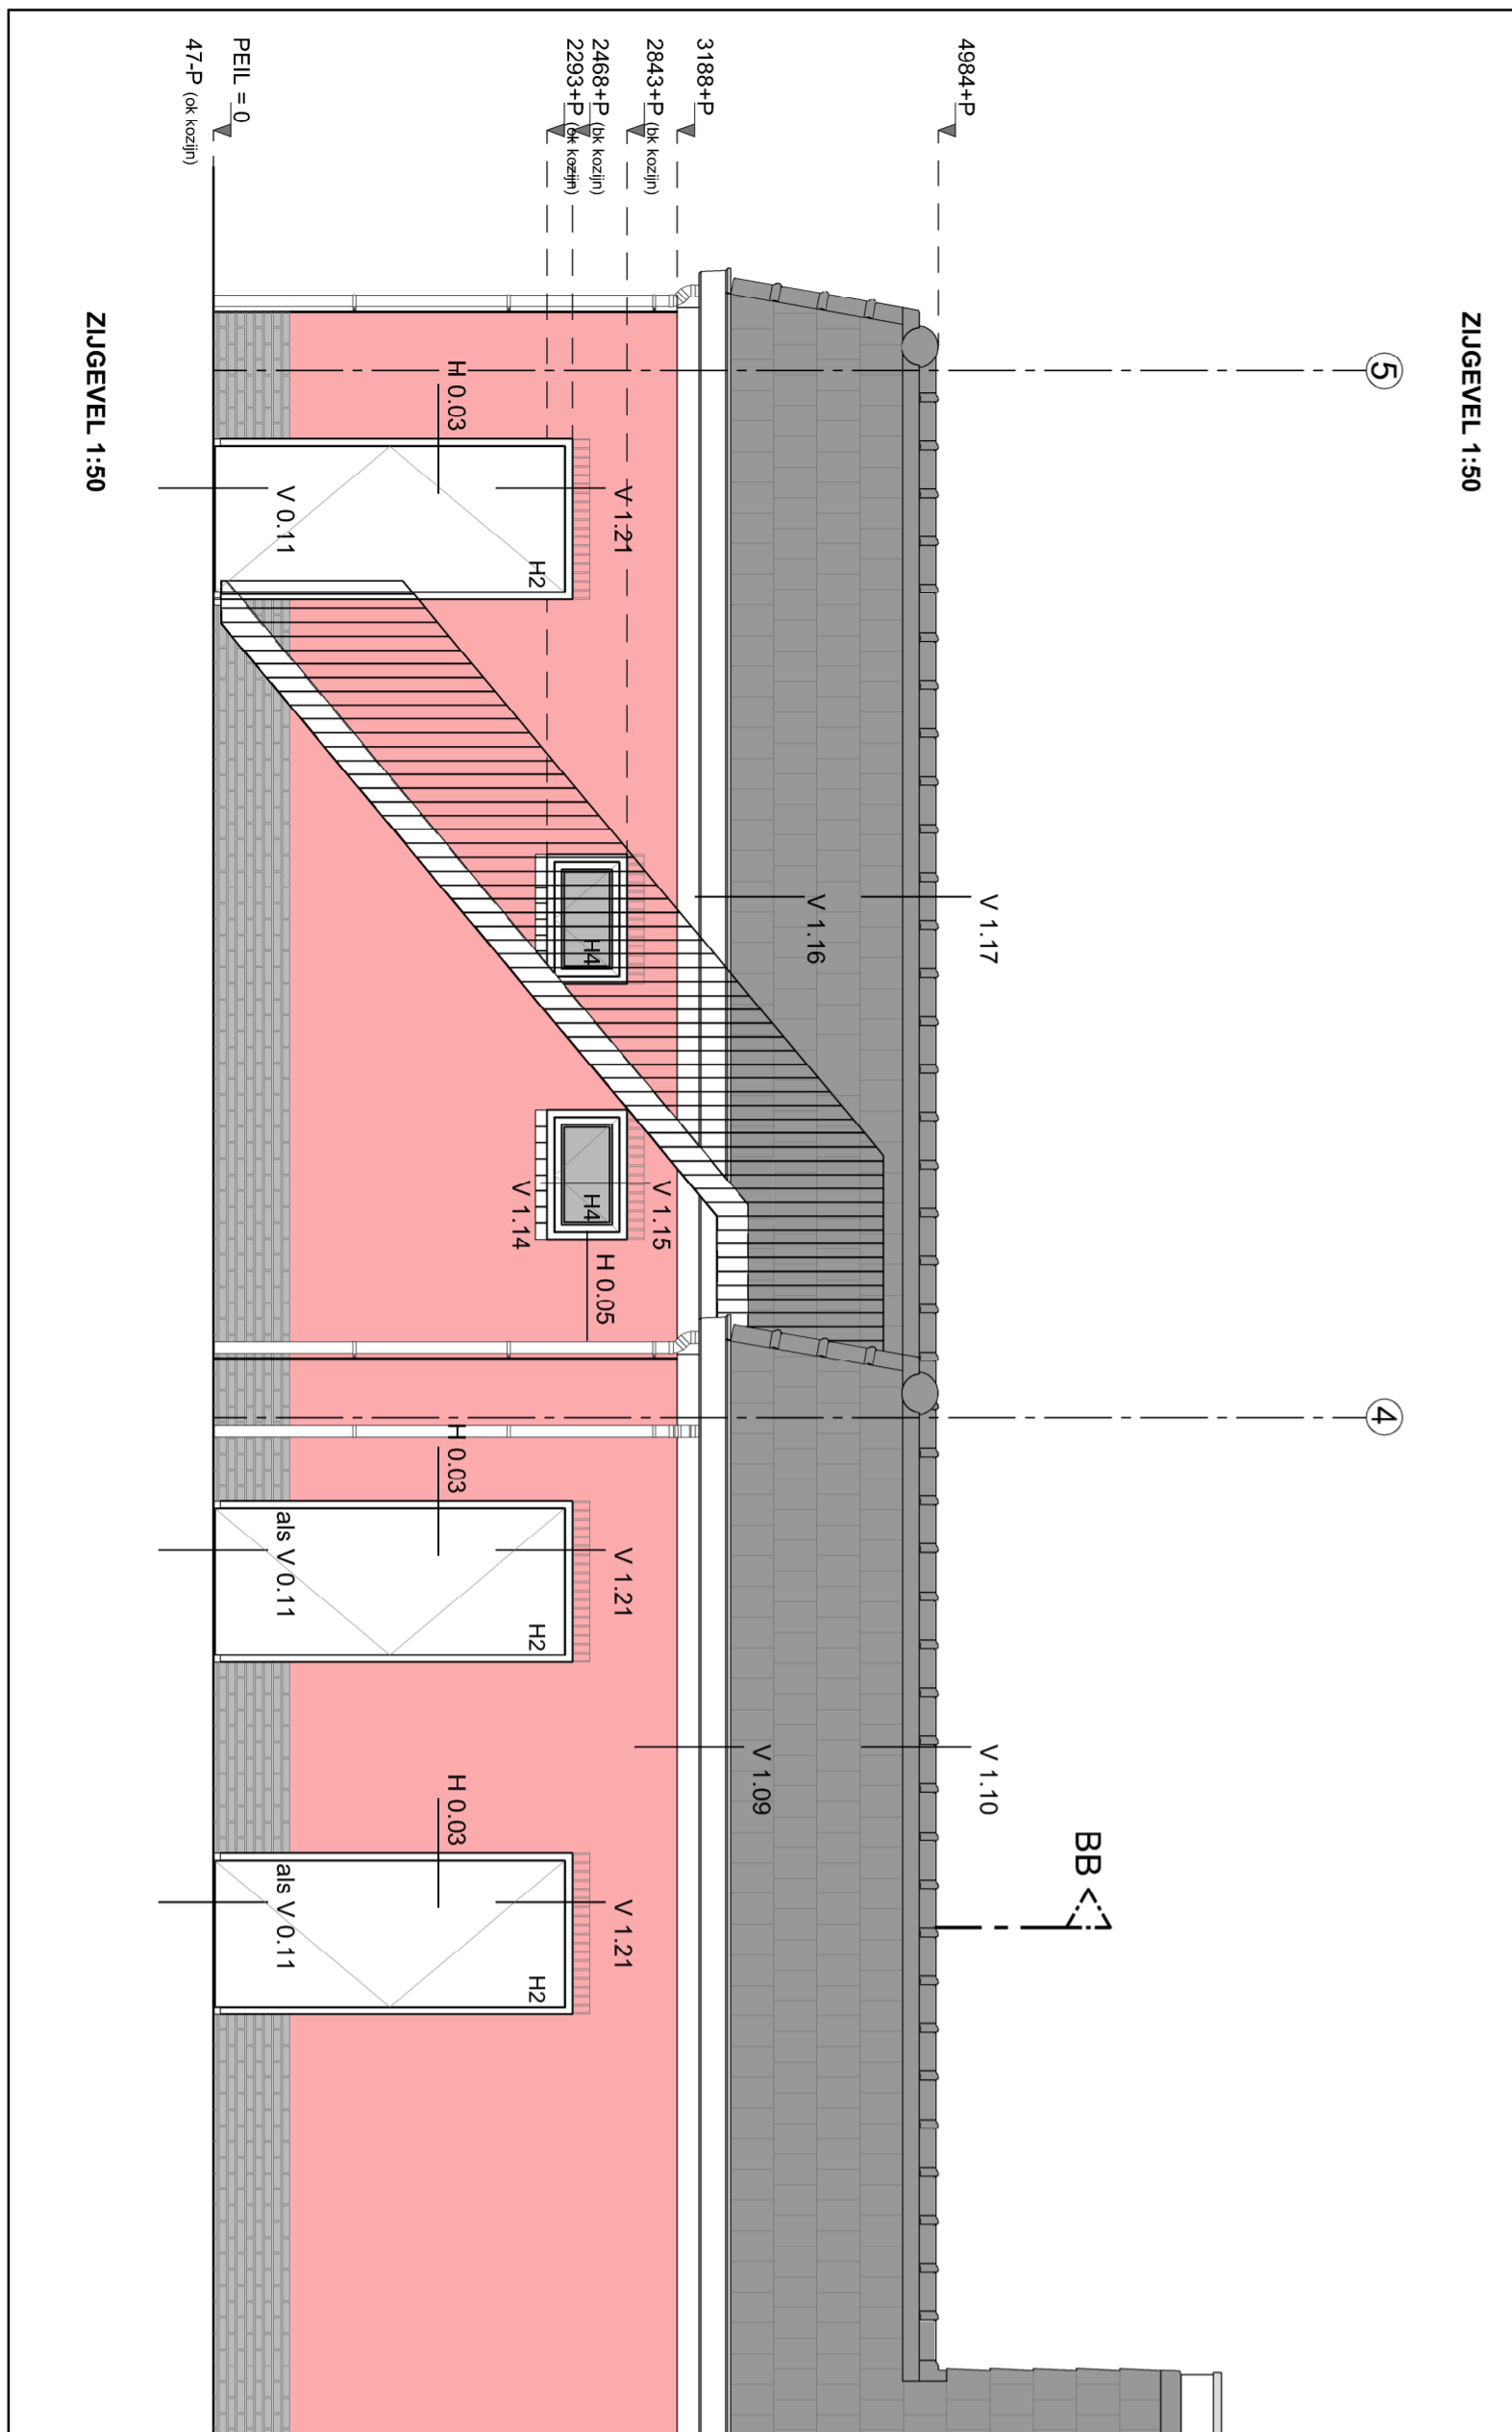 ZIJGEVEL 1:50
5
4
4984+P
3188+P
2843+P (bk kozijn)
2468+P (bk kozijn)
2293+P (ok kozijn)
PEIL = 0
47-P (ok kozijn)
BB
V 1.17
V 1.10
V 1.16
V 1.09
V 1.21
V 1.15
V 1.21
V 1.21
H4
H4
H 0.05
V 1.14
H2
H2
H2
H 0.03
H 0.03
H 0.03
V 0.11
als V 0.11
als V 0.11
ZIJGEVEL 1:50